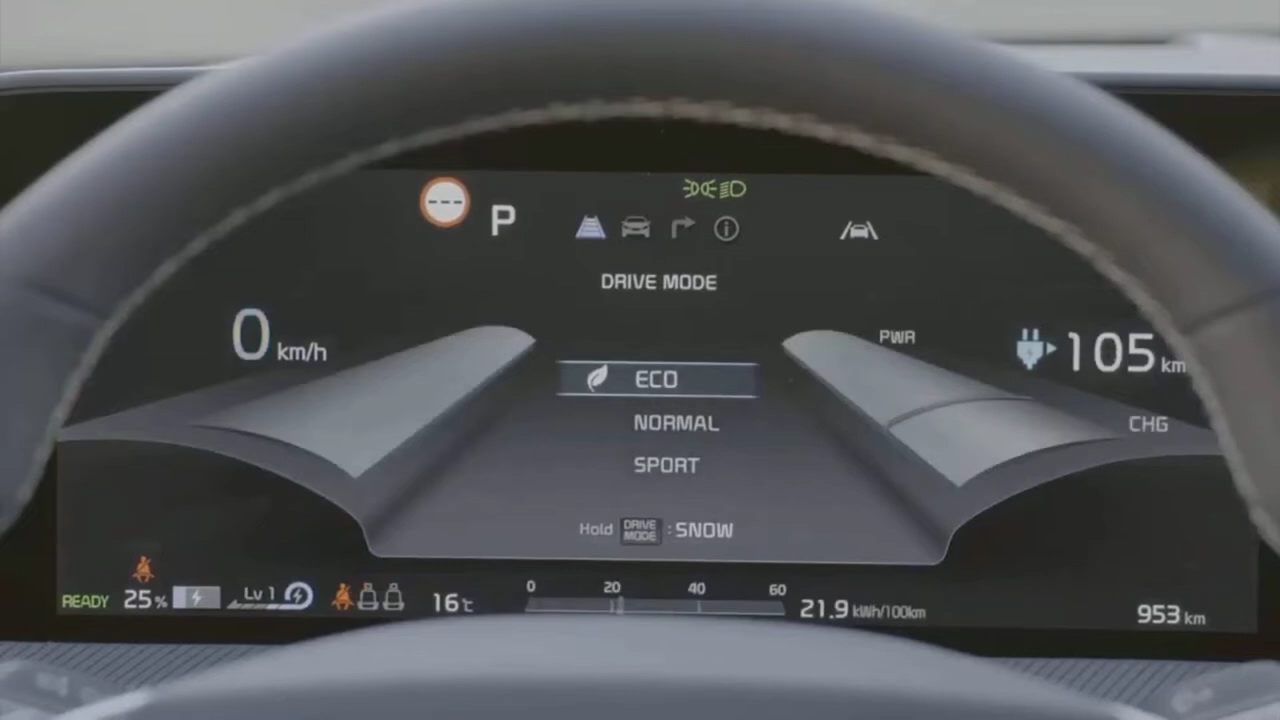 P
DRIVE MODE
0 km/h
PWR
105 km
ECO
NORMAL
CHG
SPORT
Hold DRIVE MODE : SNOW
0 20 40 60
READY 25% Lv 1 16℃ 21.9 kWh/100km 953 km